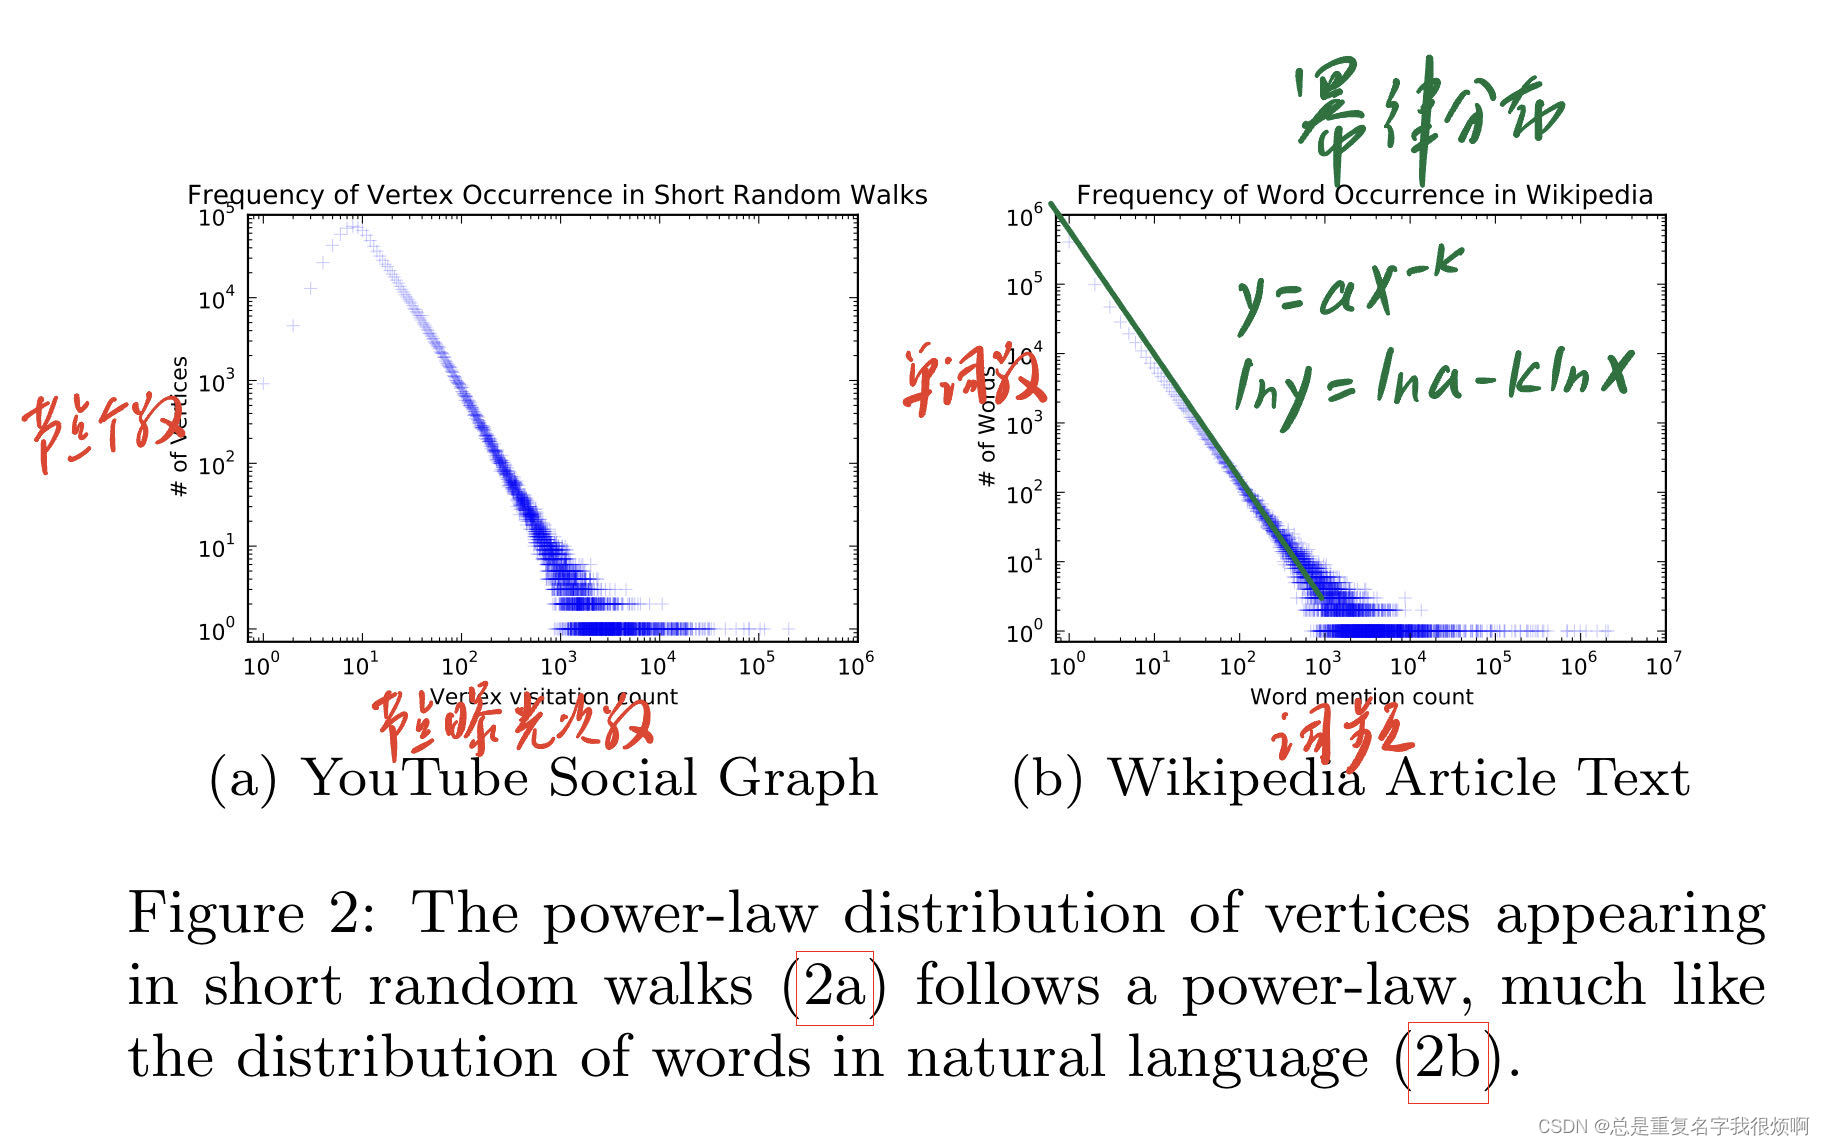 幂律分布
Frequency of Vertex Occurrence in Short Random Walks
10^5
10^4
10^3
10^2
10^1
10^0
# of Vertices
节点个数
10^0 10^1 10^2 10^3 10^4 10^5 10^6
Vertex visitation count
节点曝光次数
(a) YouTube Social Graph
Frequency of Word Occurrence in Wikipedia
10^6
10^5
10^4
10^3
10^2
10^1
10^0
# of Words
单词数
y = a x^{-k}
ln y = ln a - k ln x
10^0 10^1 10^2 10^3 10^4 10^5 10^6 10^7
Word mention count
词频
(b) Wikipedia Article Text
Figure 2: The power-law distribution of vertices appearing
in short random walks (2a) follows a power-law, much like
the distribution of words in natural language (2b).
CSDN @总是重复名字我很烦啊